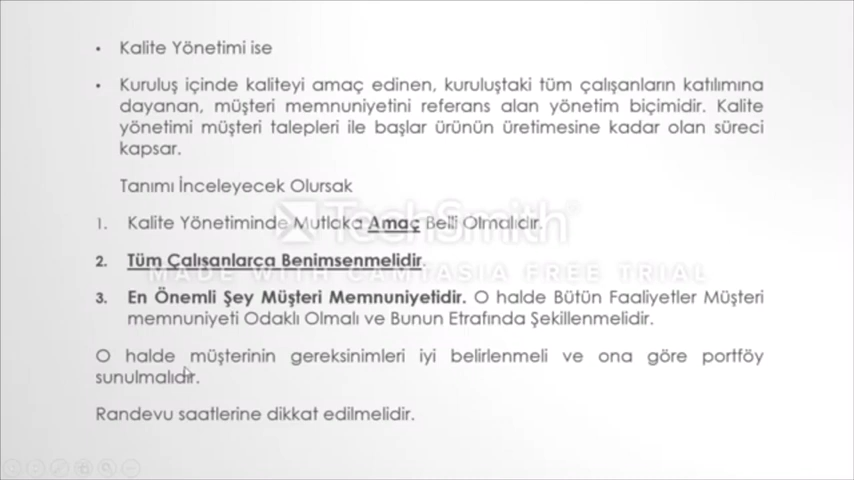 • Kalite Yönetimi ise
• Kuruluş içinde kaliteyi amaç edinen, kuruluştaki tüm çalışanların katılımına
dayanan, müşteri memnuniyetini referans alan yönetim biçimidir. Kalite
yönetimi müşteri talepleri ile başlar ürünün üretimesine kadar olan süreci
kapsar.
Tanımı İnceleyecek Olursak
1. Kalite Yönetiminde Mutlaka Amaç Belli Olmalıdır.
TechSmith
2. Tüm Çalışanlarca Benimsenmelidir.
MADE WITH CAMTASIA FREE TRIAL
3. En Önemli Şey Müşteri Memnuniyetidir. O halde Bütün Faaliyetler Müşteri
memnuniyeti Odaklı Olmalı ve Bunun Etrafında Şekillenmelidir.
O halde müşterinin gereksinimleri iyi belirlenmeli ve ona göre portföy
sunulmalıdır.
Randevu saatlerine dikkat edilmelidir.